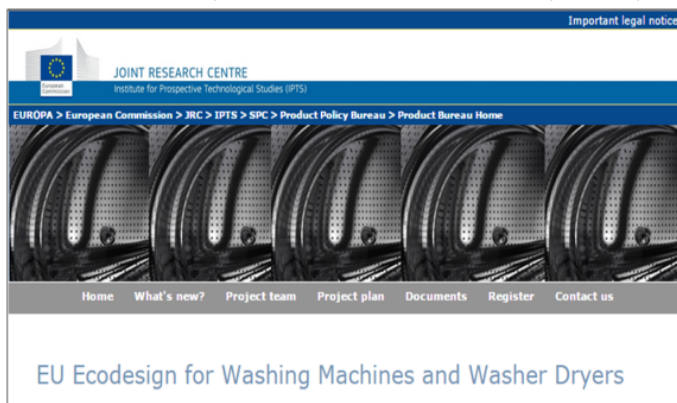 Important legal notice
JOINT RESEARCH CENTRE
Institute for Prospective Technological Studies (IPTS)
European
Commission
EUROPA > European Commission > JRC > IPTS > SPC > Product Policy Bureau > Product Bureau Home
Home What's new? Project team Project plan Documents Register Contact us
EU Ecodesign for Washing Machines and Washer Dryers